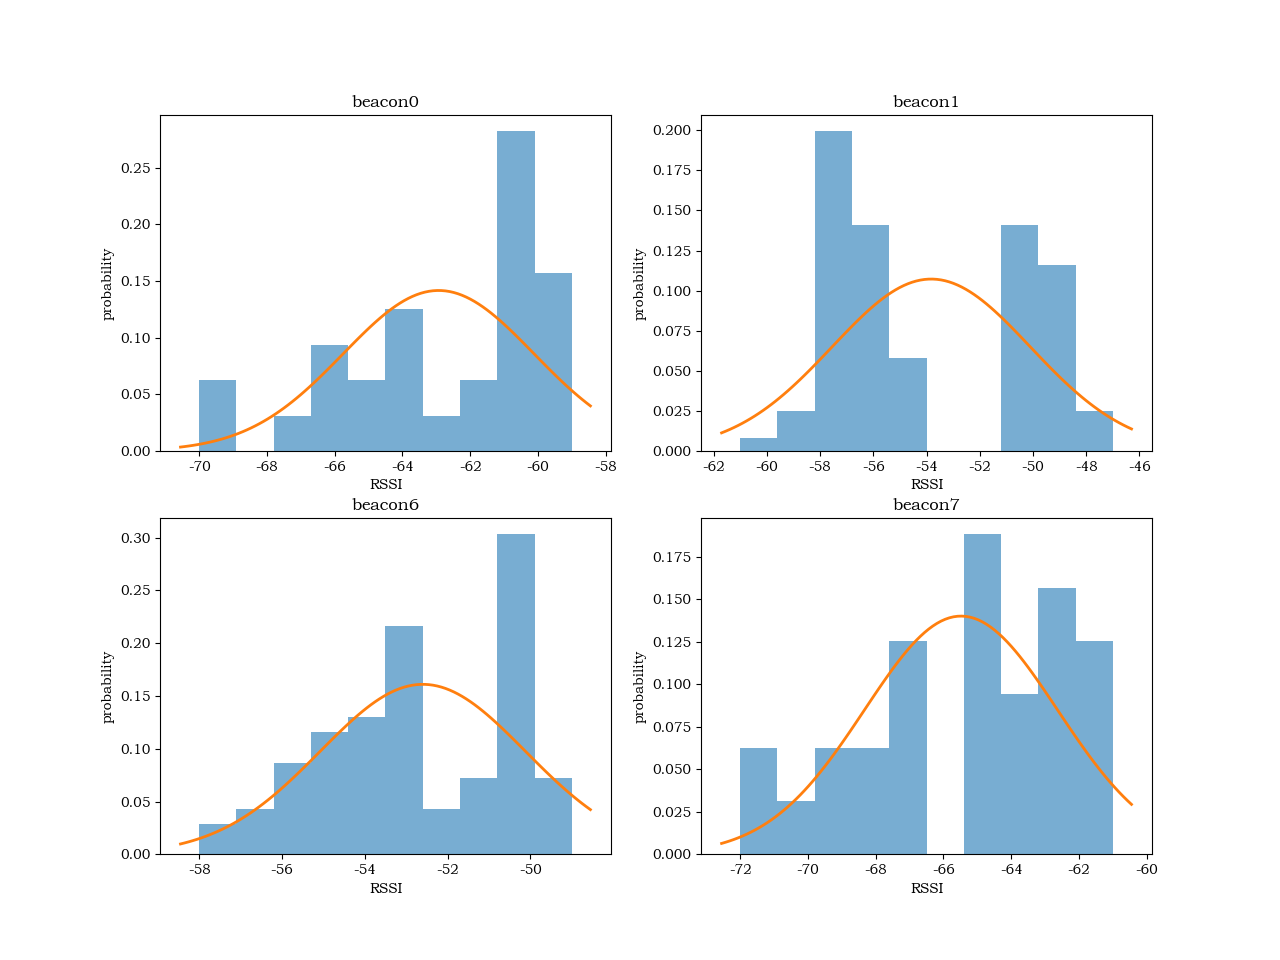 beacon0
0.25
0.20
0.15
0.10
0.05
0.00
probability
-70 -68 -66 -64 -62 -60 -58
RSSI
beacon1
0.200
0.175
0.150
0.125
0.100
0.075
0.050
0.025
0.000
probability
-62 -60 -58 -56 -54 -52 -50 -48 -46
RSSI
beacon6
0.30
0.25
0.20
0.15
0.10
0.05
0.00
probability
-58 -56 -54 -52 -50
RSSI
beacon7
0.175
0.150
0.125
0.100
0.075
0.050
0.025
0.000
probability
-72 -70 -68 -66 -64 -62 -60
RSSI